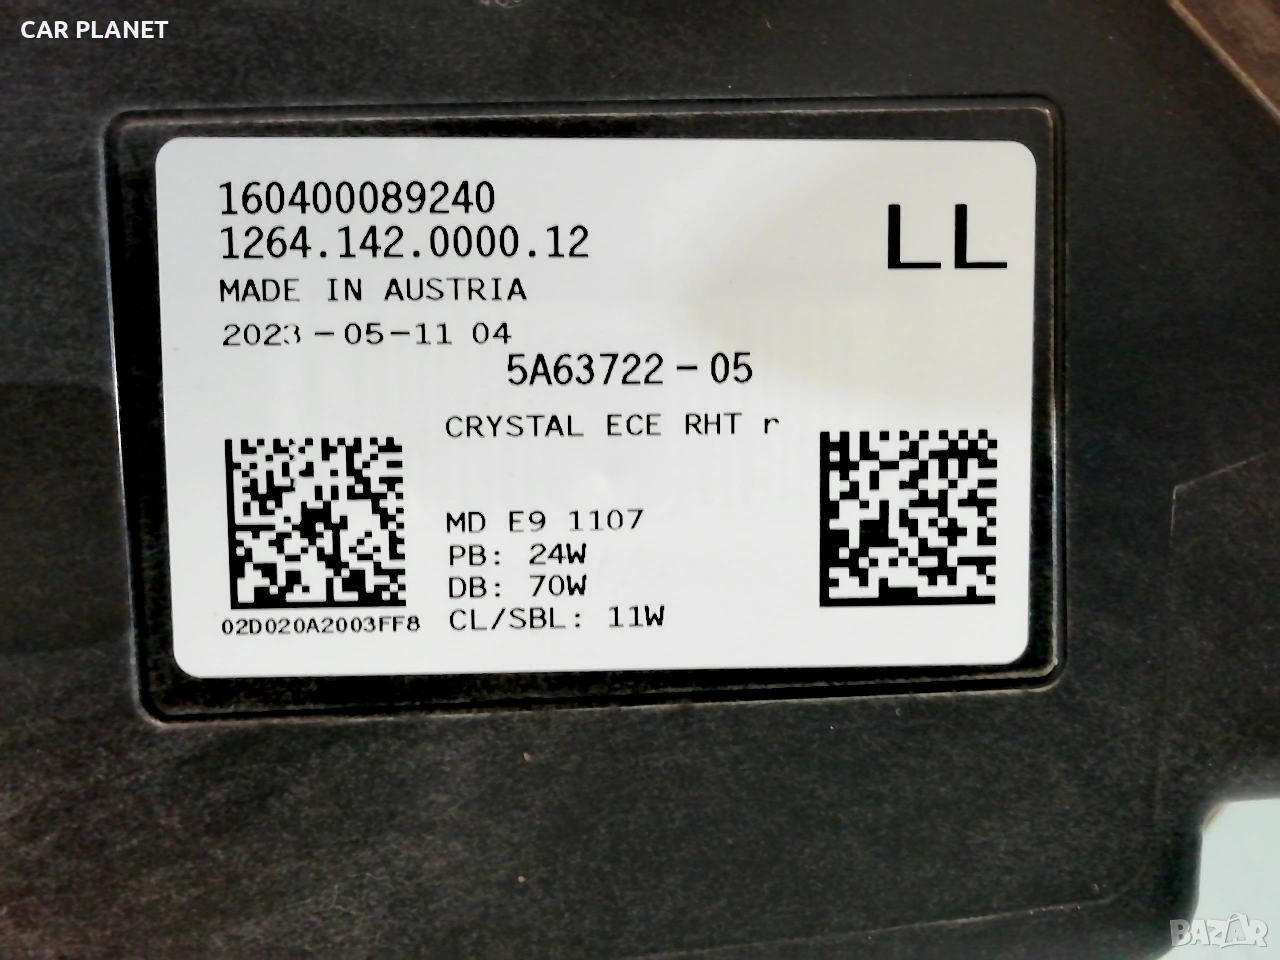 CAR PLANET
160400089240
1264.142.0000.12
LL
MADE IN AUSTRIA
2023-05-11 04
5A63722-05
CRYSTAL ECE RHT r
MD E9 1107
PB: 24W
DB: 70W
CL/SBL: 11W
02D020A2003FF8
BAZAR